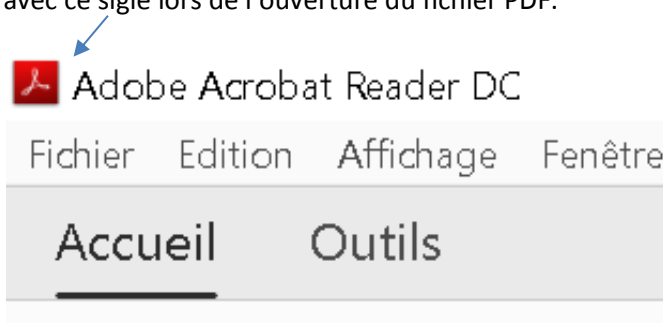 avec ce sigle lors de l'ouverture du fichier PDF.
Adobe Acrobat Reader DC
Fichier Edition Affichage Fenêtre
Accueil Outils